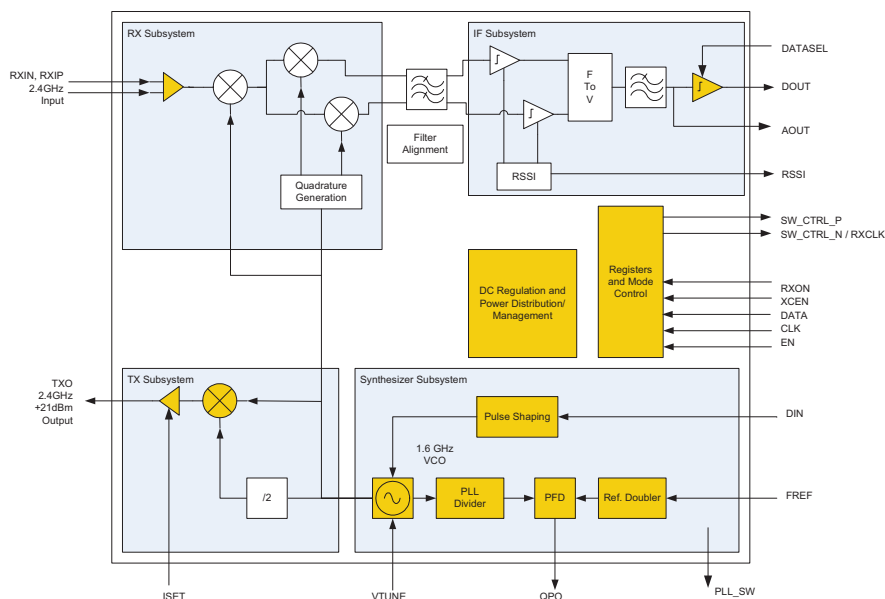 RX Subsystem
IF Subsystem
RXIN, RXIP
2.4GHz
Input
DATASEL
F
To
V
DOUT
AOUT
Filter
Alignment
Quadrature
Generation
RSSI
RSSI
SW_CTRL_P
SW_CTRL_N / RXCLK
DC Regulation and
Power Distribution/
Management
Registers
and Mode
Control
RXON
XCEN
DATA
CLK
EN
TXO
2.4GHz
+21dBm
Output
TX Subsystem
Synthesizer Subsystem
Pulse Shaping
DIN
1.6 GHz
VCO
/2
PLL
Divider
PFD
Ref. Doubler
FREF
ISET
VTUNE
QPO
PLL_SW